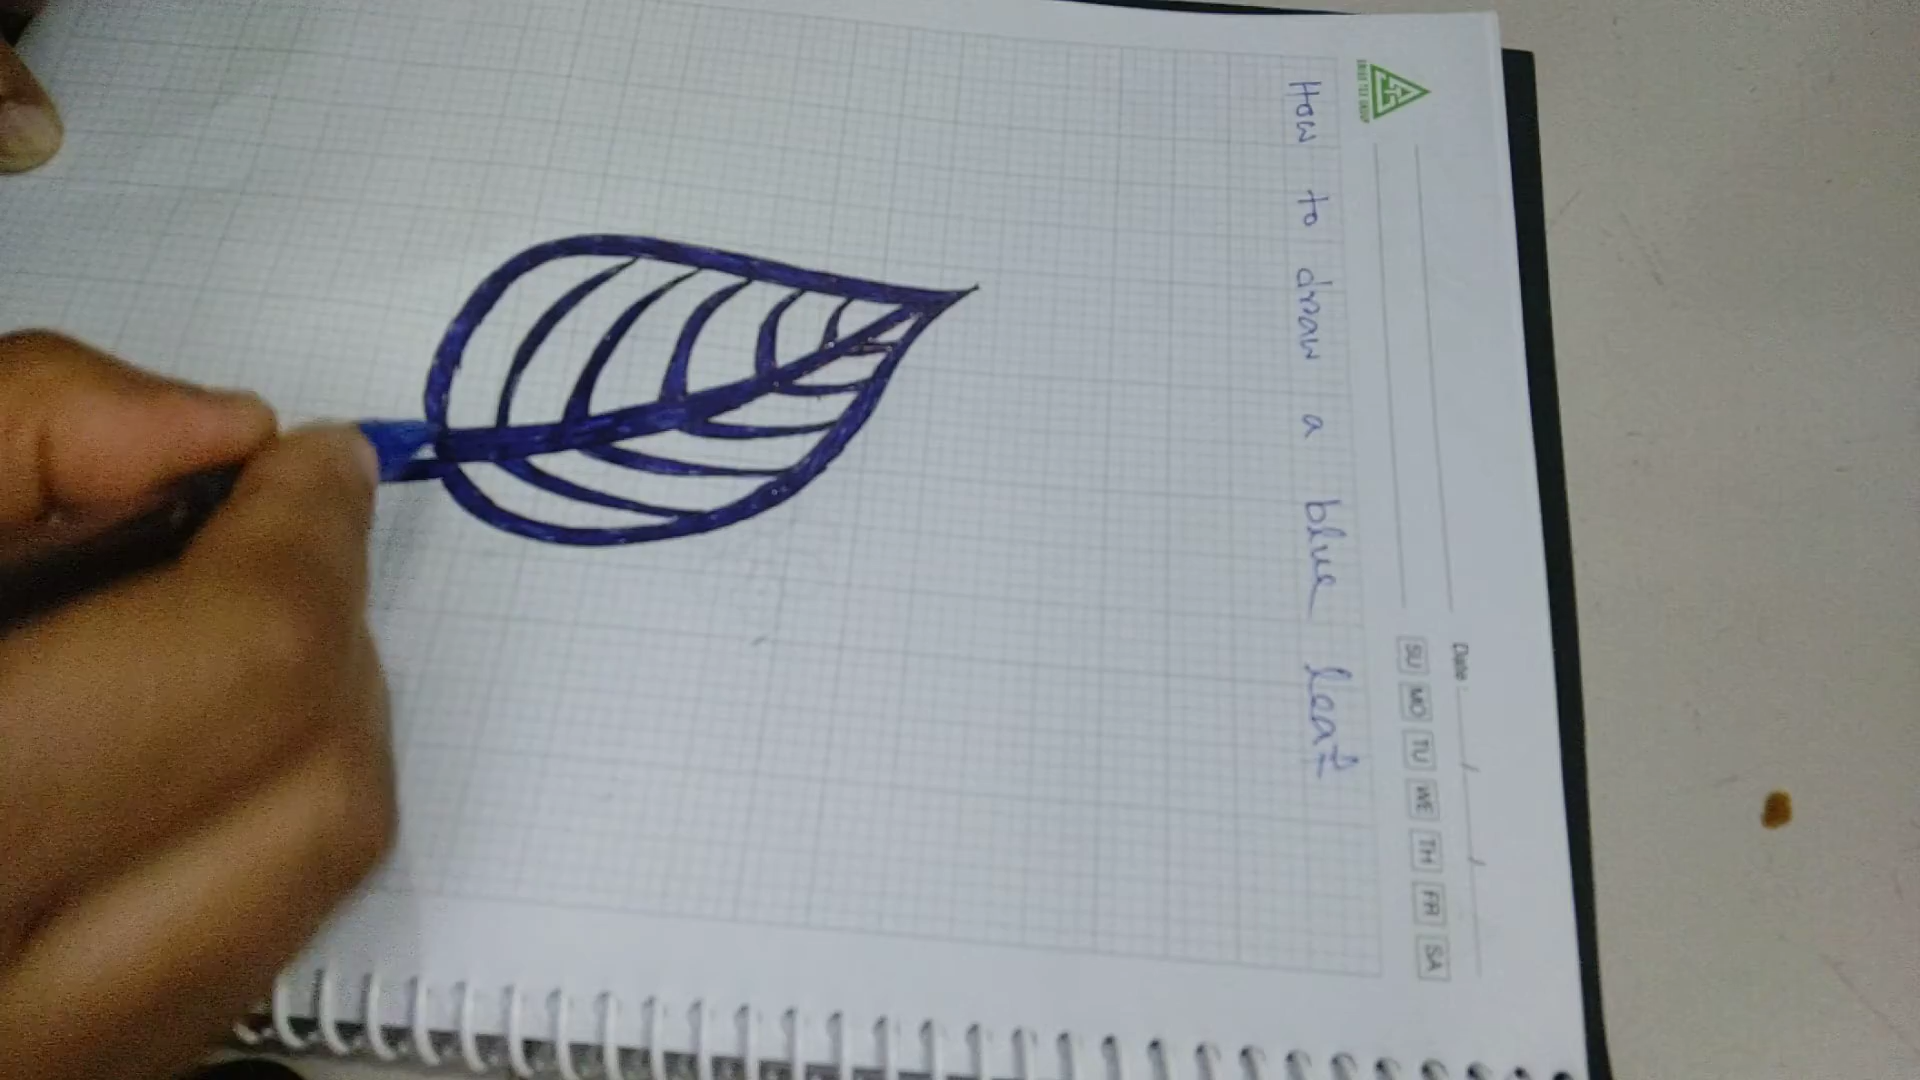 Date : / /
SU MO TU WE TH FR SA
How to draw a blue leaf